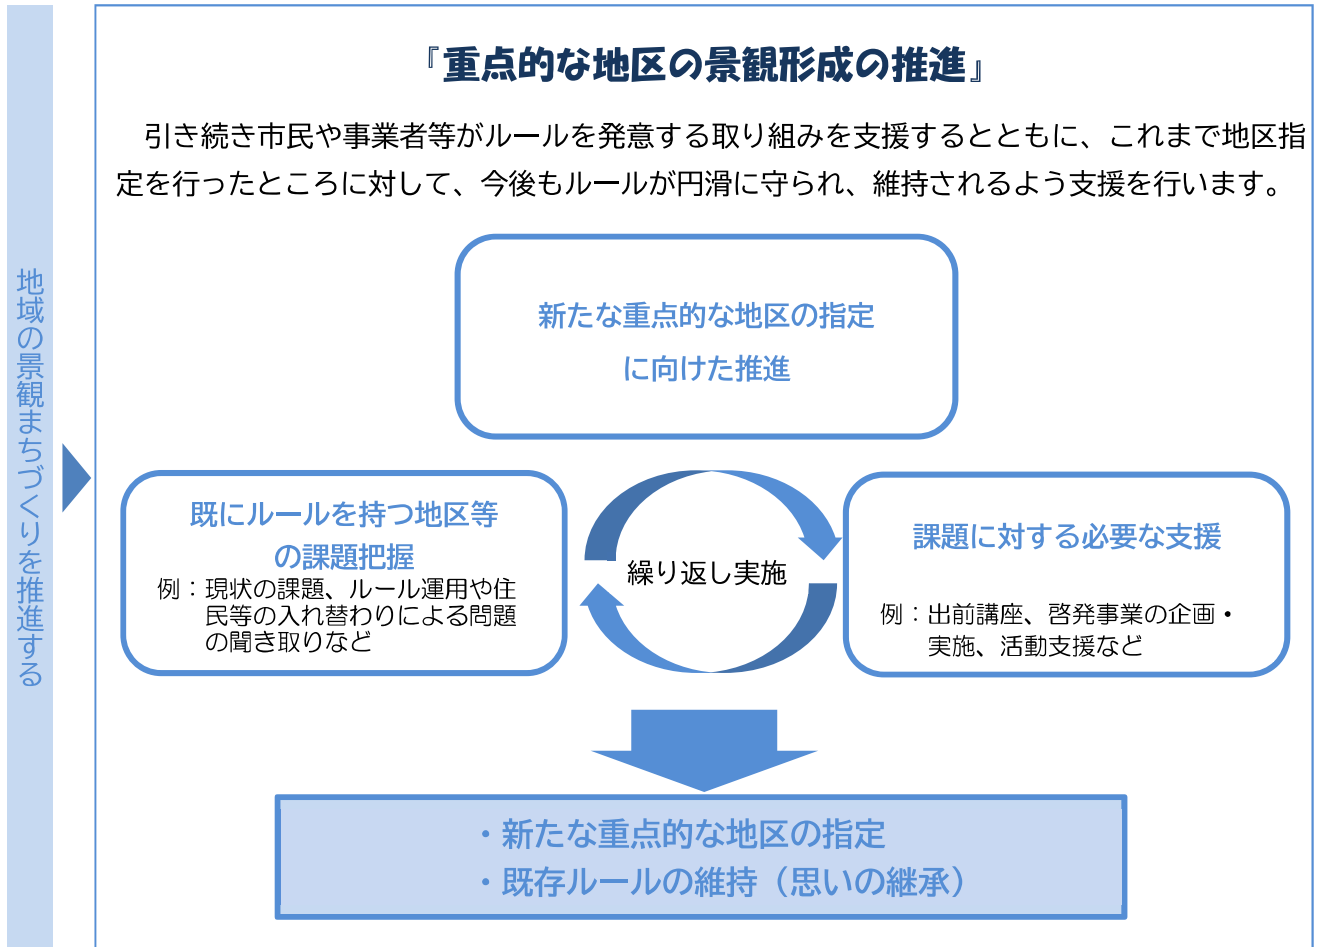 地域の景観まちづくりを推進する
『重点的な地区の景観形成の推進』
引き続き市民や事業者等がルールを発意する取り組みを支援するとともに、これまで地区指
定を行ったところに対して、今後もルールが円滑に守られ、維持されるよう支援を行います。
新たな重点的な地区の指定
に向けた推進
既にルールを持つ地区等
の課題把握
例：現状の課題、ルール運用や住
民等の入れ替わりによる問題
の聞き取りなど
繰り返し実施
課題に対する必要な支援
例：出前講座、啓発事業の企画・
実施、活動支援など
・新たな重点的な地区の指定
・既存ルールの維持（思いの継承）